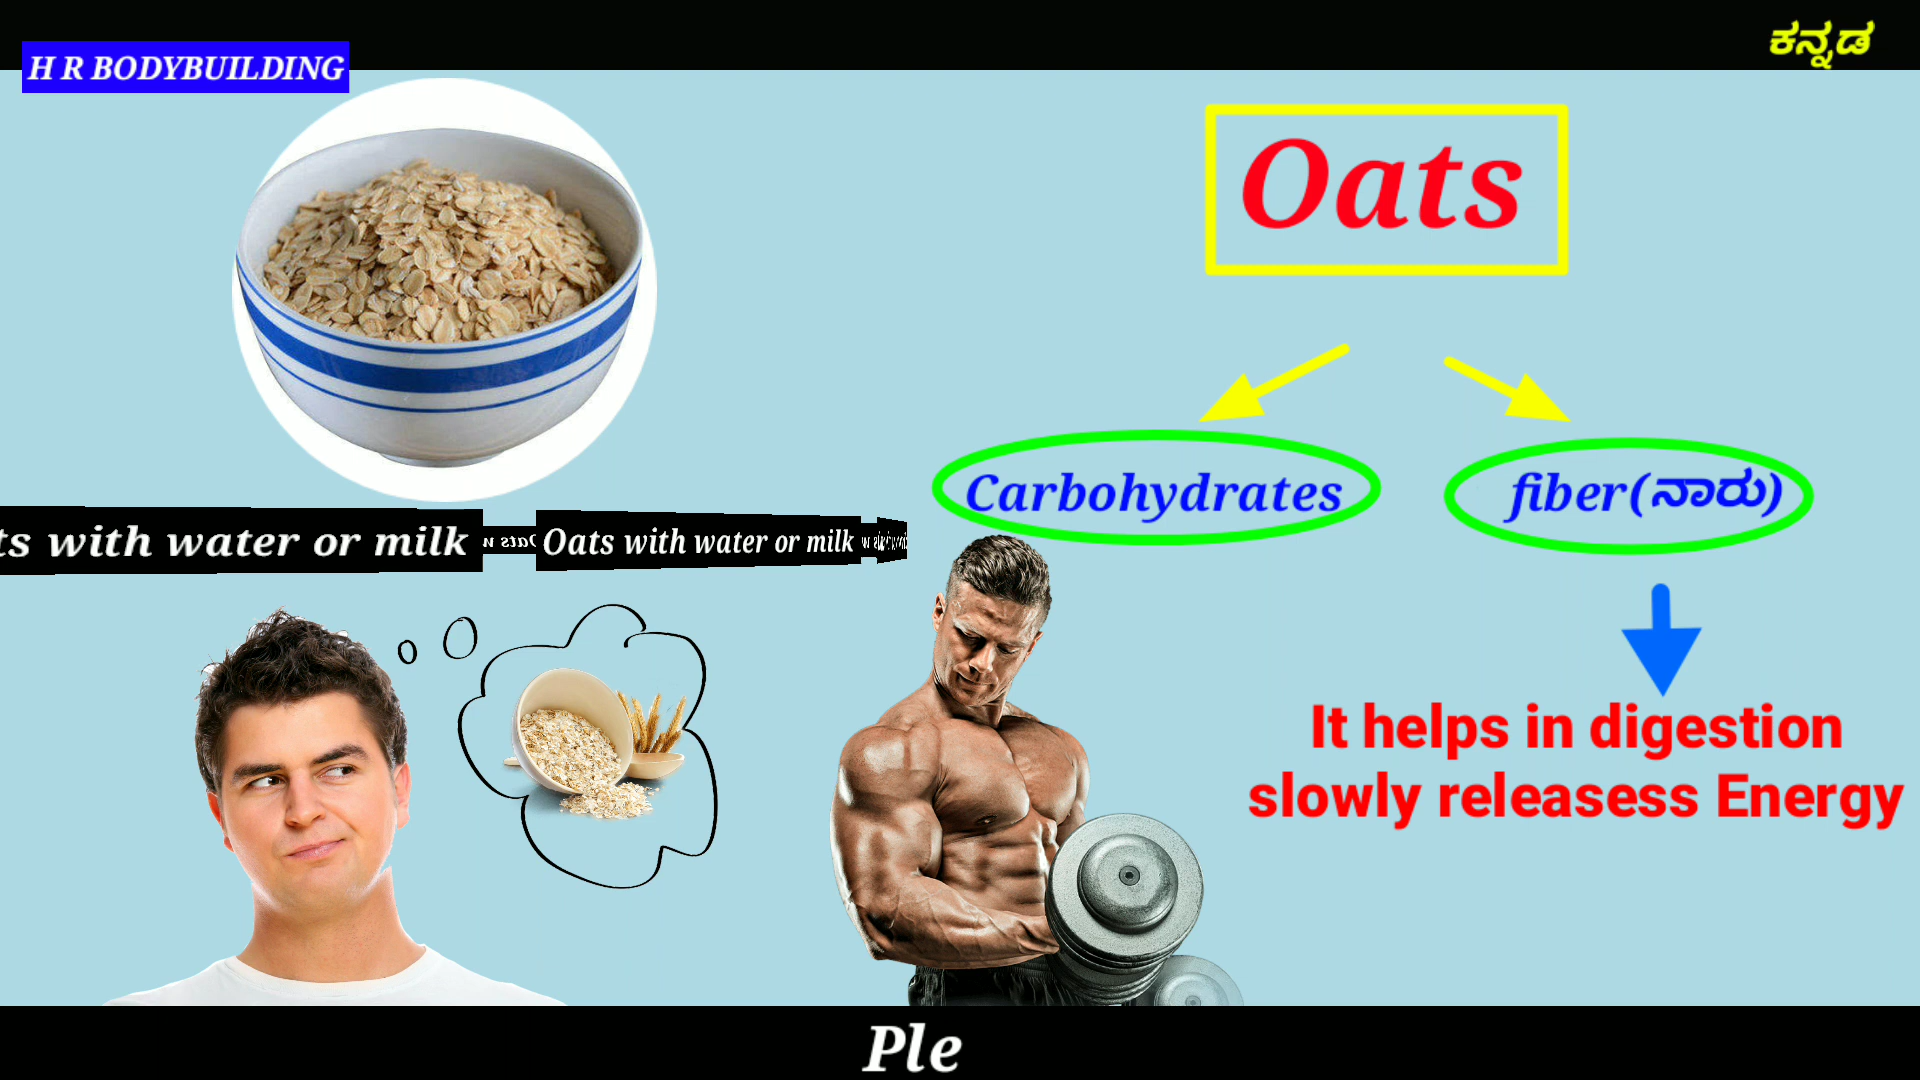 ಕನ್ನಡ
H R BODYBUILDING
Oats
Carbohydrates
fiber(ನಾರು)
ts with water or milk
Oats with water or milk
It helps in digestion
slowly releasess Energy
Ple